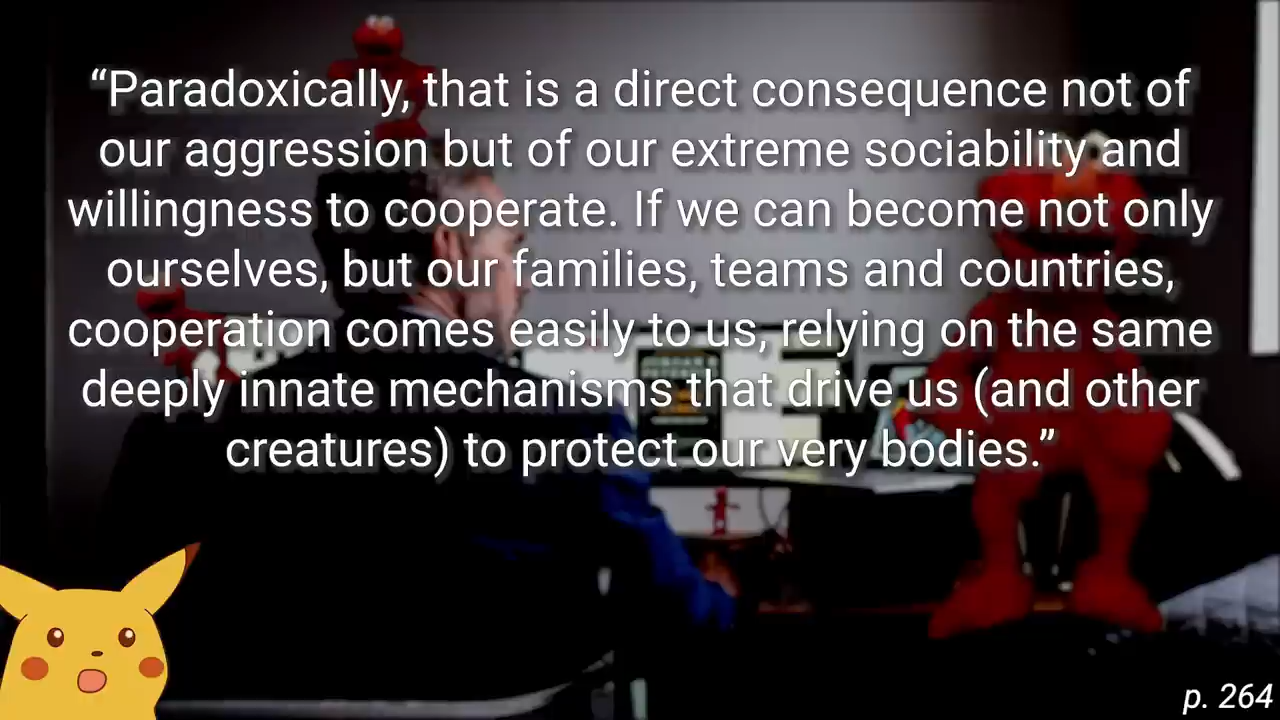 “Paradoxically, that is a direct consequence not of
our aggression but of our extreme sociability and
willingness to cooperate. If we can become not only
ourselves, but our families, teams and countries,
cooperation comes easily to us, relying on the same
deeply innate mechanisms that drive us (and other
creatures) to protect our very bodies.”
p. 264